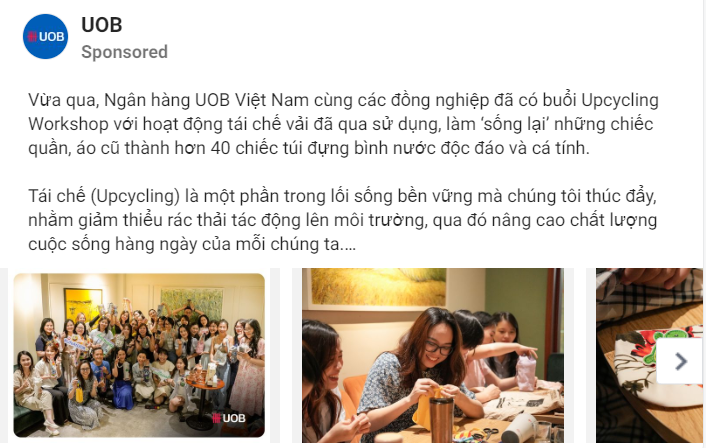 UOB
UOB
Sponsored
Vừa qua, Ngân hàng UOB Việt Nam cùng các đồng nghiệp đã có buổi Upcycling
Workshop với hoạt động tái chế vải đã qua sử dụng, làm ‘sống lại’ những chiếc
quần, áo cũ thành hơn 40 chiếc túi đựng bình nước độc đáo và cá tính.
Tái chế (Upcycling) là một phần trong lối sống bền vững mà chúng tôi thúc đẩy,
nhằm giảm thiểu rác thải tác động lên môi trường, qua đó nâng cao chất lượng
cuộc sống hàng ngày của mỗi chúng ta....
UOB